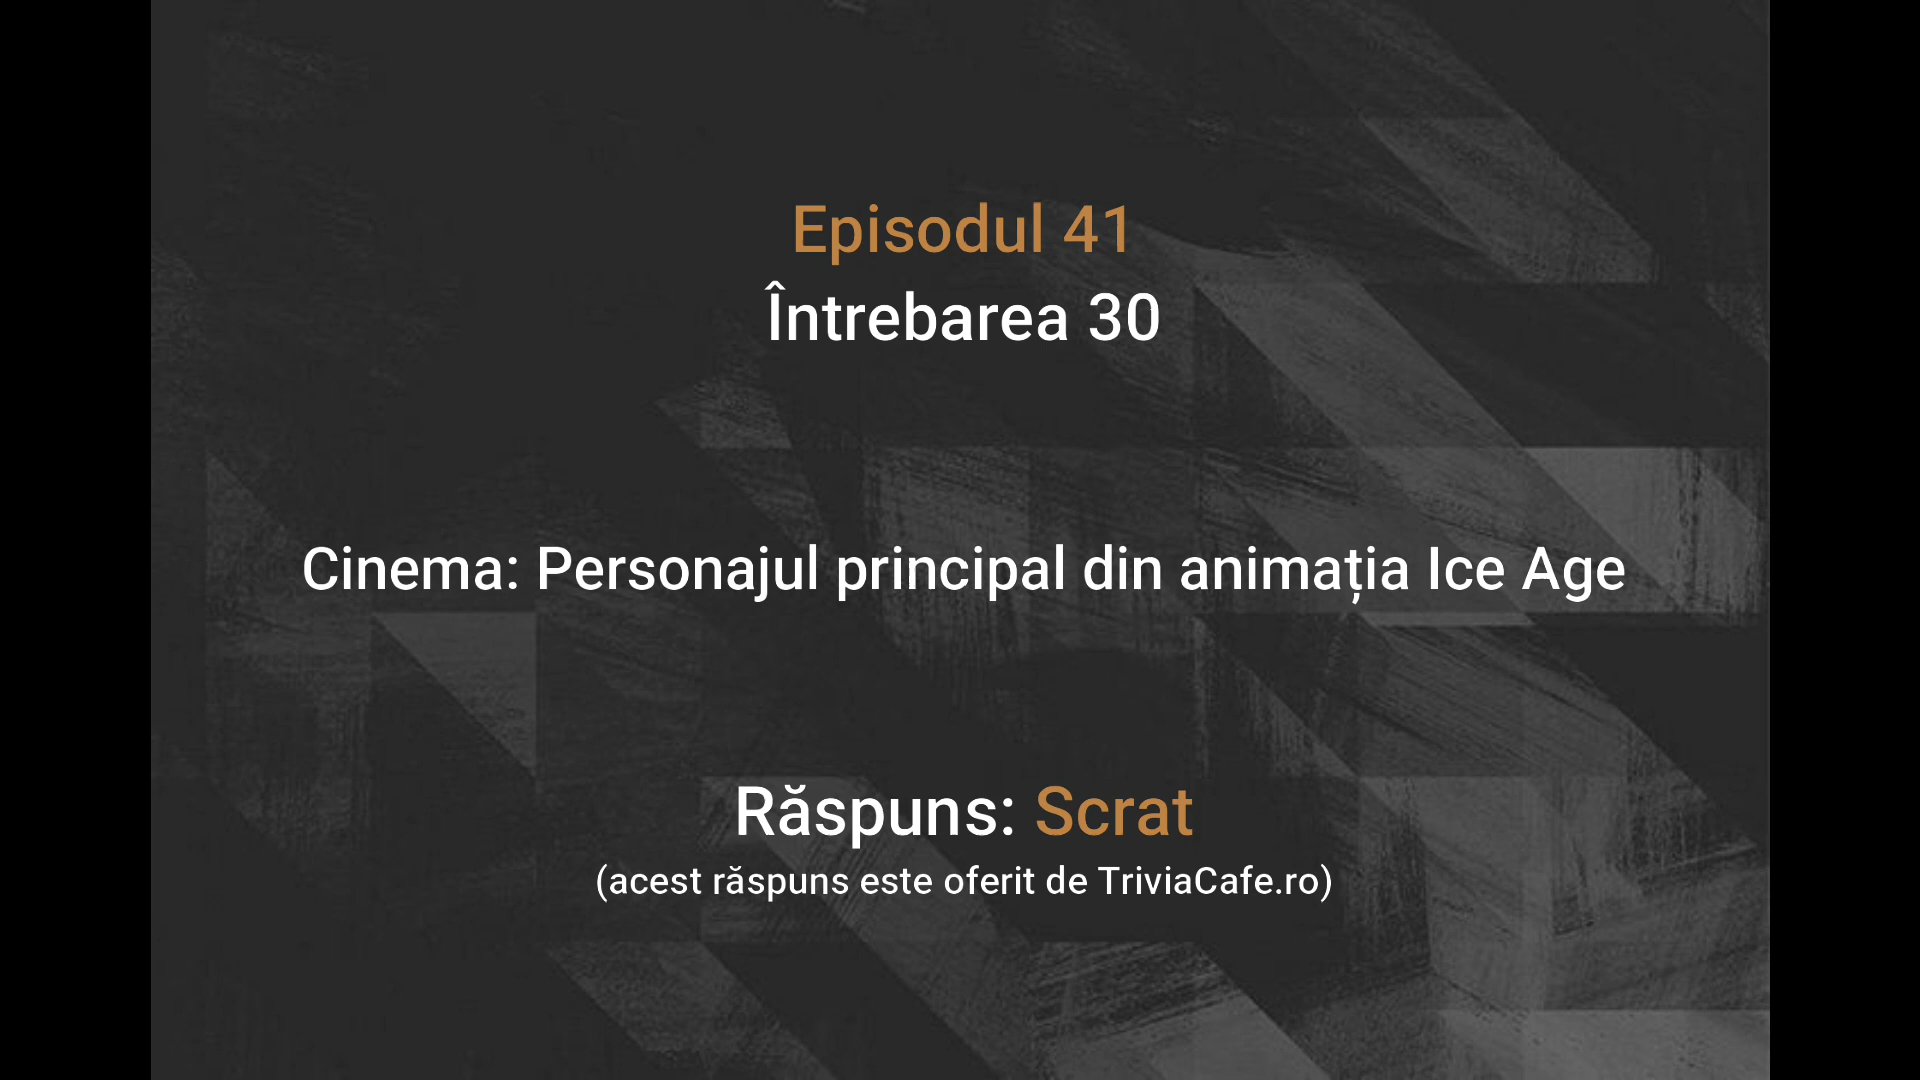 Episodul 41
Întrebarea 30
Cinema: Personajul principal din animația Ice Age
Răspuns: Scrat
(acest răspuns este oferit de TriviaCafe.ro)